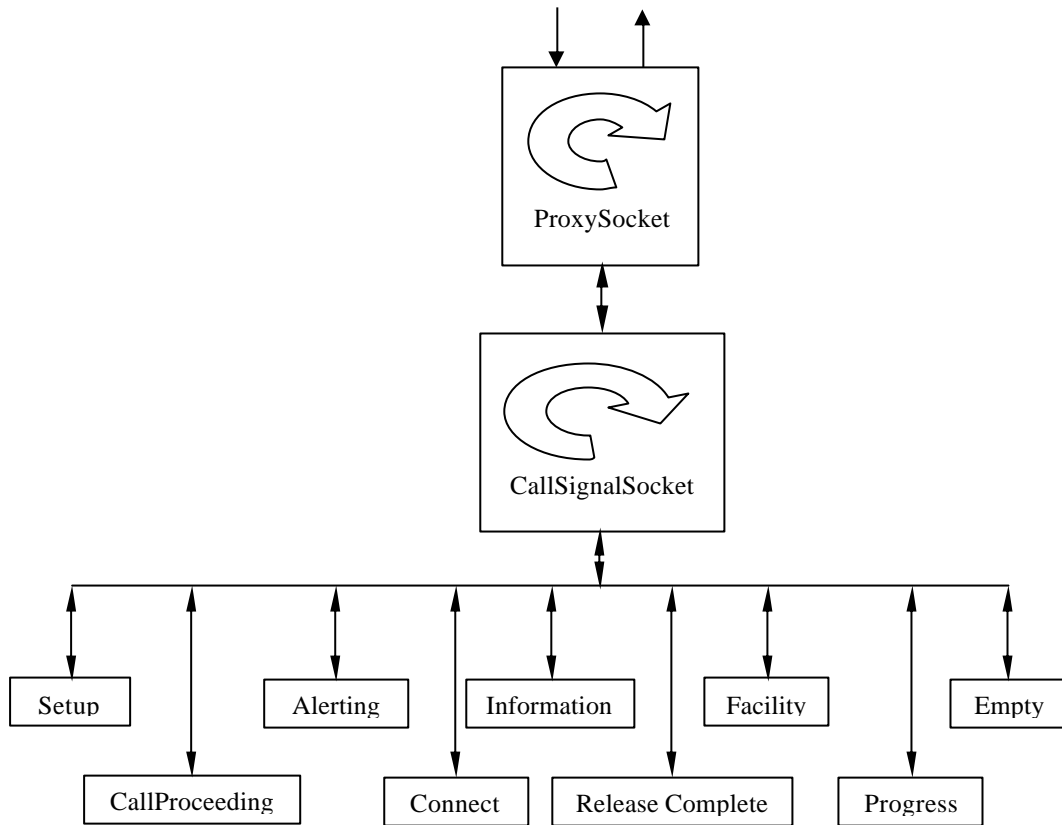 ProxySocket
CallSignalSocket
Setup
Alerting
Information
Facility
Empty
CallProceeding
Connect
Release Complete
Progress